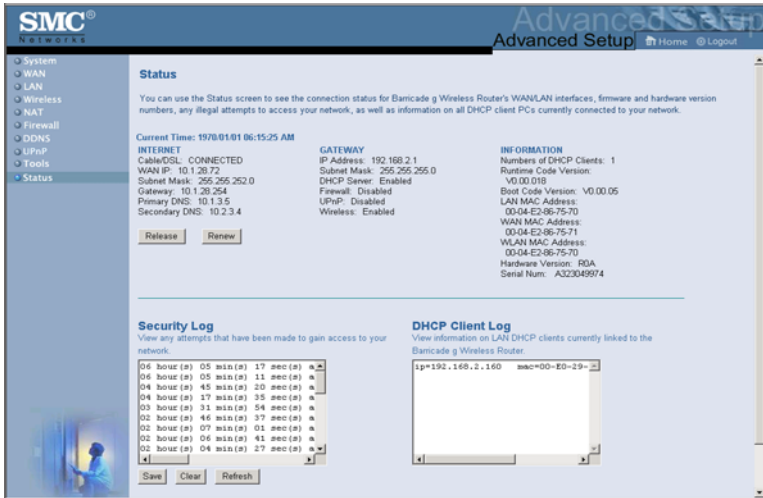 SMC®
Networks
Advanced Setup
Advanced Setup
Home
Logout
System
WAN
LAN
Wireless
NAT
Firewall
DDNS
UPnP
Tools
Status
Status
You can use the Status screen to see the connection status for Barricade g Wireless Router's WAN/LAN interfaces, firmware and hardware version
numbers, any illegal attempts to access your network, as well as information on all DHCP client PCs currently connected to your network.
Current Time: 1970/01/01 06:15:25 AM
INTERNET
Cable/DSL: CONNECTED
WAN IP: 10.1.28.72
Subnet Mask: 255.255.252.0
Gateway: 10.1.28.254
Primary DNS: 10.1.3.5
Secondary DNS: 10.2.3.4
Release
Renew
GATEWAY
IP Address: 192.168.2.1
Subnet Mask: 255.255.255.0
DHCP Server: Enabled
Firewall: Disabled
UPnP: Disabled
Wireless: Enabled
INFORMATION
Numbers of DHCP Clients: 1
Runtime Code Version:
V0.00.018
Boot Code Version: V0.00.05
LAN MAC Address:
00-04-E2-86-75-70
WAN MAC Address:
00-04-E2-86-75-71
WLAN MAC Address:
00-04-E2-86-75-70
Hardware Version: R0A
Serial Num: A323049974
Security Log
View any attempts that have been made to gain access to your
network.
06 hour(s) 05 min(s) 17 sec(s) a
06 hour(s) 05 min(s) 11 sec(s) a
04 hour(s) 45 min(s) 20 sec(s) a
04 hour(s) 17 min(s) 35 sec(s) a
03 hour(s) 31 min(s) 54 sec(s) a
02 hour(s) 46 min(s) 37 sec(s) a
02 hour(s) 07 min(s) 01 sec(s) a
02 hour(s) 06 min(s) 41 sec(s) a
02 hour(s) 04 min(s) 27 sec(s) a
Save
Clear
Refresh
DHCP Client Log
View information on LAN DHCP clients currently linked to the
Barricade g Wireless Router.
ip=192.168.2.160 mac=00-E0-29-